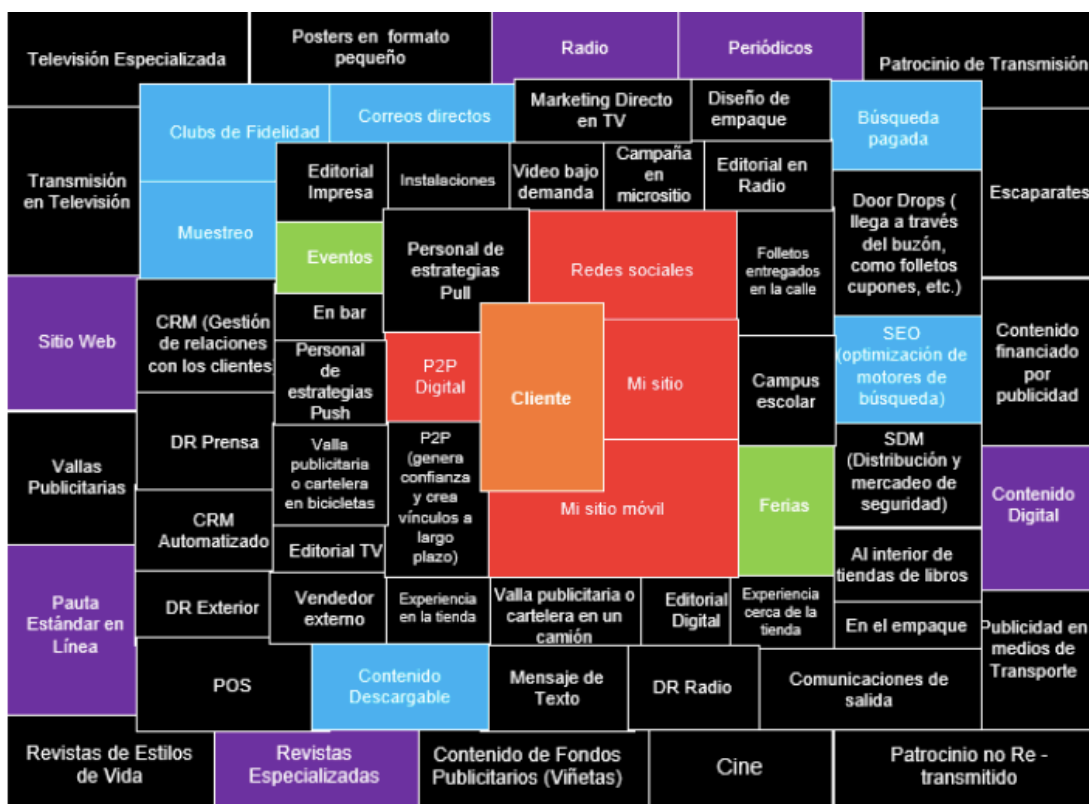 Televisión Especializada
Posters en formato
pequeño
Radio
Periódicos
Patrocinio de Transmisión
Clubs de Fidelidad
Correos directos
Marketing Directo
en TV
Diseño de
empaque
Búsqueda
pagada
Transmisión
en Televisión
Muestreo
Editorial
Impresa
Instalaciones
Video bajo
demanda
Campaña
en
micrositio
Editorial en
Radio
Door Drops (
llega a través
del buzón,
como folletos
cupones, etc.)
Escaparates
Eventos
Personal de
estrategias
Pull
Redes sociales
Folletos
entregados
en la calle
Sitio Web
CRM (Gestión
de relaciones
con los clientes)
En bar
Personal
de
estrategias
Push
P2P
Digital
Cliente
Mi sitio
Campus
escolar
SEO
(optimización de
motores de
búsqueda)
Contenido
financiado
por
publicidad
Vallas
Publicitarias
DR Prensa
Valla
publicitaria
o cartelera
en bicicletas
P2P
(genera
confianza
y crea
vínculos a
largo
plazo)
Mi sitio móvil
Ferias
SDM
(Distribución y
mercadeo de
seguridad)
Contenido
Digital
CRM
Automatizado
Editorial TV
Al interior de
tiendas de libros
Pauta
Estándar en
Línea
DR Exterior
Vendedor
externo
Experiencia
en la tienda
Valla publicitaria o
cartelera en un
camión
Editorial
Digital
Experiencia
cerca de la
tienda
En el empaque
Publicidad en
medios de
Transporte
POS
Contenido
Descargable
Mensaje de
Texto
DR Radio
Comunicaciones de
salida
Revistas de Estilos
de Vida
Revistas
Especializadas
Contenido de Fondos
Publicitarios (Viñetas)
Cine
Patrocinio no Re -
transmitido